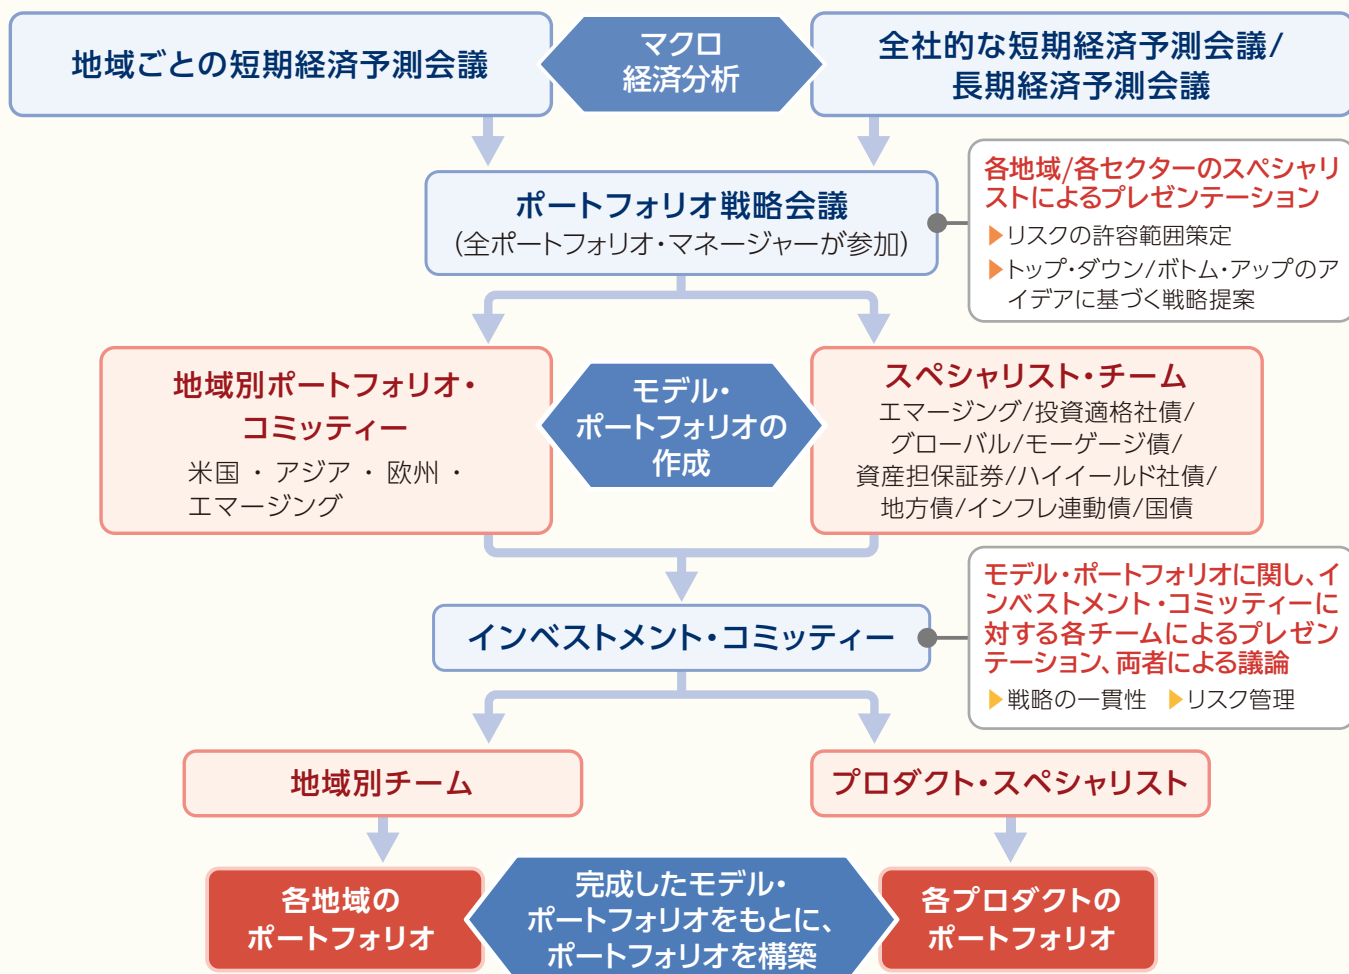 地域ごとの短期経済予測会議
マクロ
経済分析
全社的な短期経済予測会議/
長期経済予測会議
ポートフォリオ戦略会議
(全ポートフォリオ・マネージャーが参加)
各地域/各セクターのスペシャリ
ストによるプレゼンテーション
▶リスクの許容範囲策定
▶トップ・ダウン/ボトム・アップのア
イデアに基づく戦略提案
地域別ポートフォリオ・
コミッティー
米国 ・ アジア ・ 欧州 ・
エマージング
モデル・
ポートフォリオの
作成
スペシャリスト・チーム
エマージング/投資適格社債/
グローバル/モーゲージ債/
資産担保証券/ハイイールド社債/
地方債/インフレ連動債/国債
インベストメント・コミッティー
モデル・ポートフォリオに関し、イ
ンベストメント・コミッティーに
対する各チームによるプレゼン
テーション、両者による議論
▶戦略の一貫性 ▶リスク管理
地域別チーム
プロダクト・スペシャリスト
各地域の
ポートフォリオ
完成したモデル・
ポートフォリオをもとに、
ポートフォリオを構築
各プロダクトの
ポートフォリオ